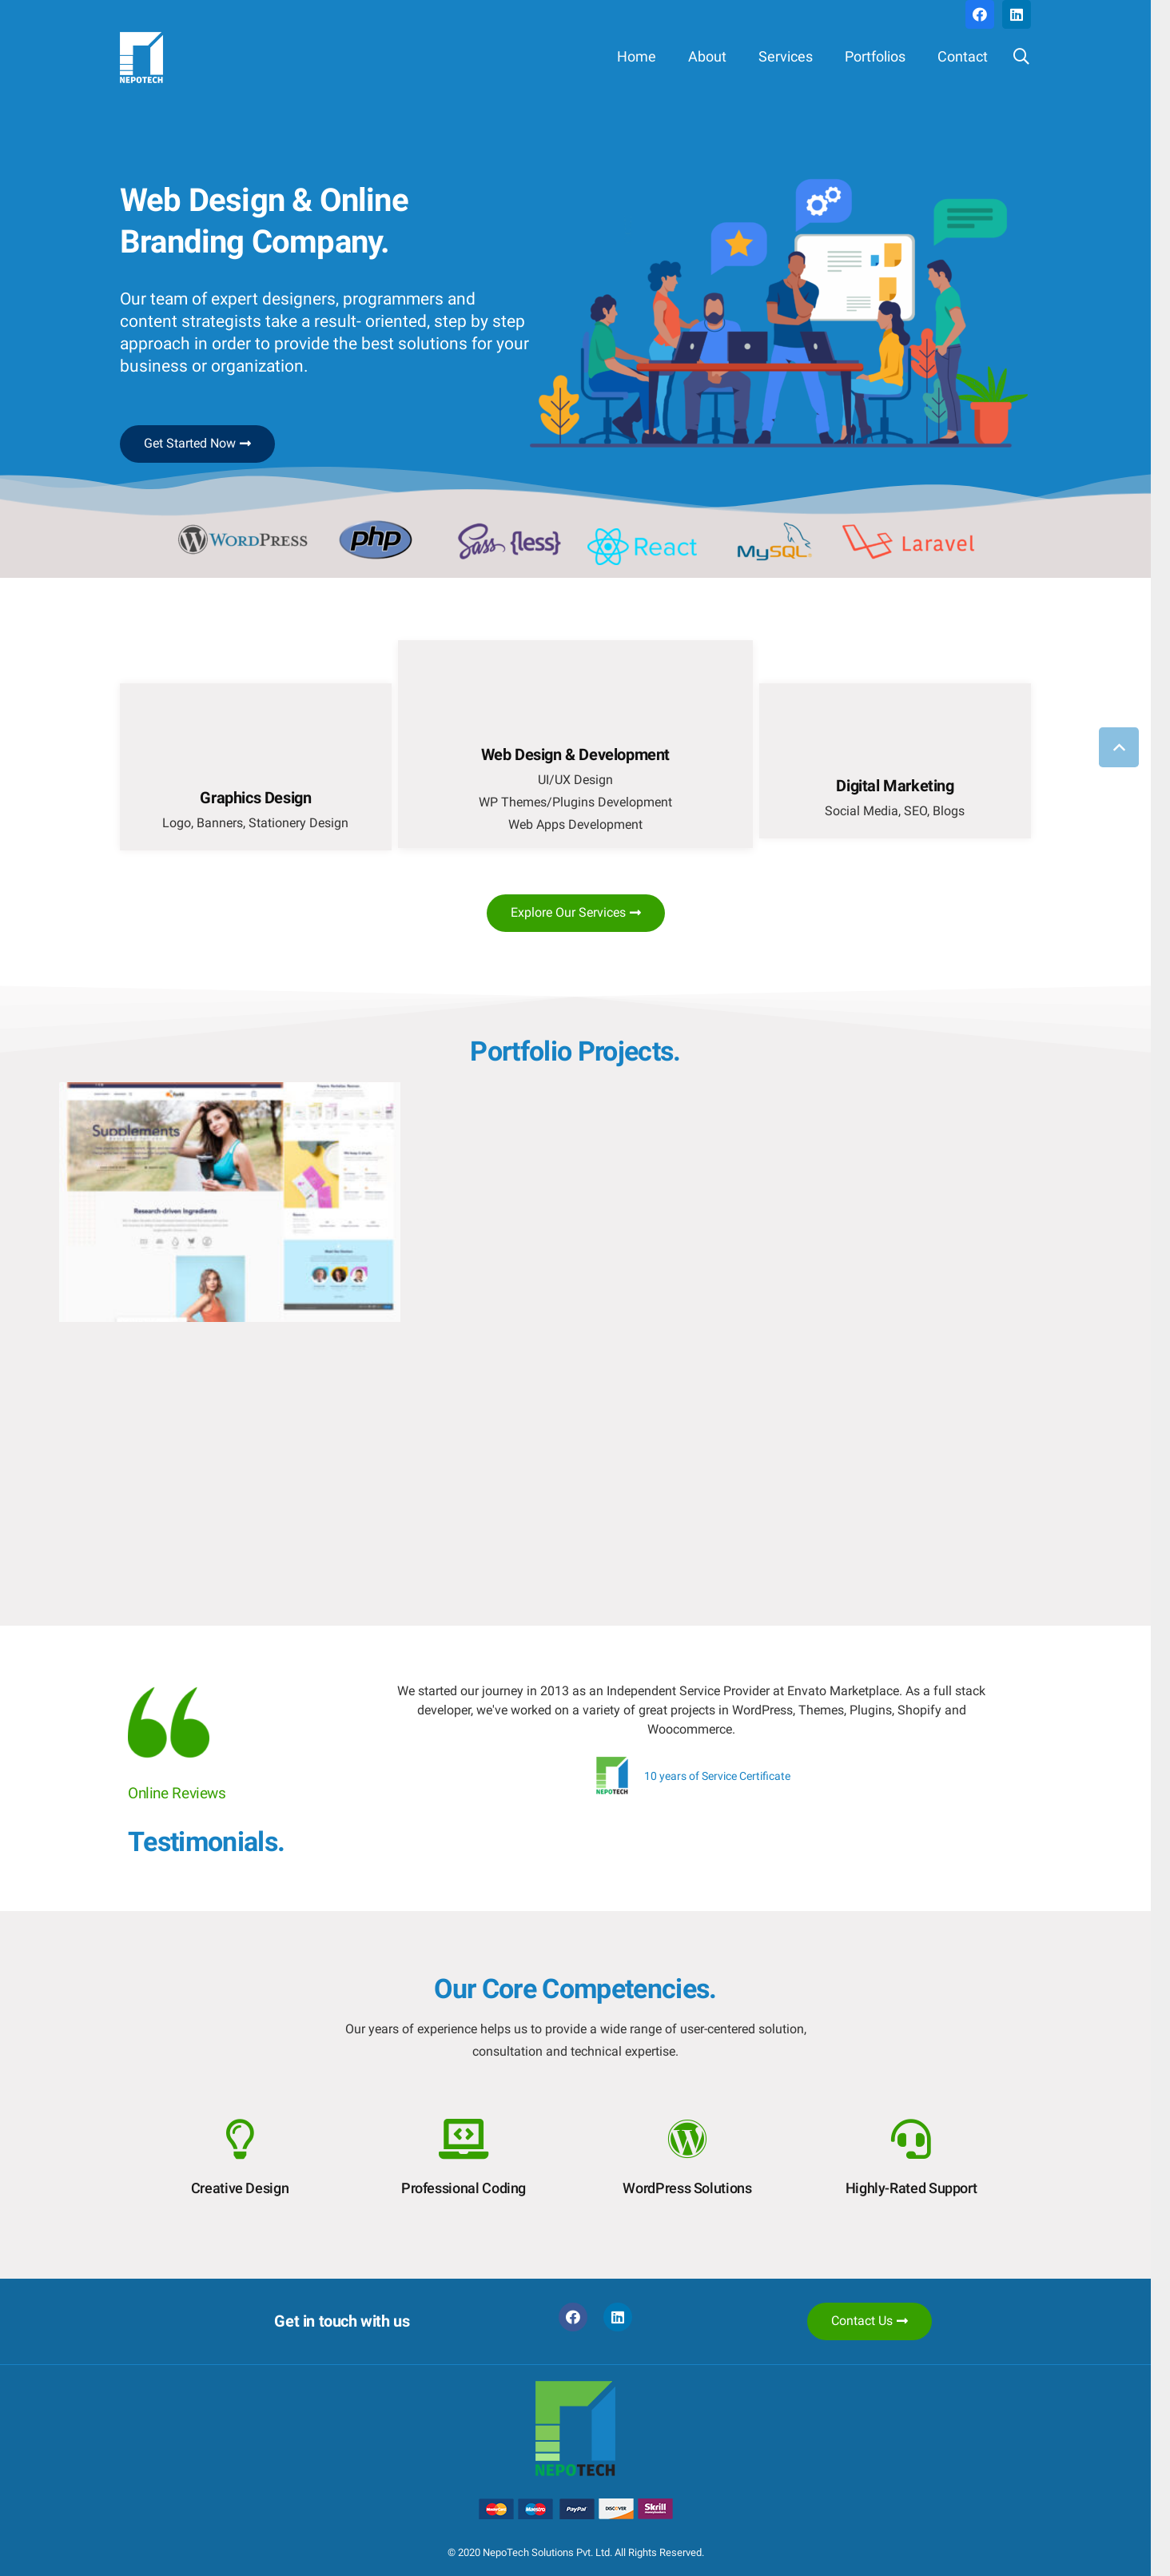 NEPOTECH
Home About Services Portfolios Contact
Web Design & Online
Branding Company.
Our team of expert designers, programmers and
content strategists take a result- oriented, step by step
approach in order to provide the best solutions for your
business or organization.
Get Started Now
WORDPRESS php Sass {less} React MySQL Laravel
Graphics Design
Logo, Banners, Stationery Design
Web Design & Development
UI/UX Design
WP Themes/Plugins Development
Web Apps Development
Digital Marketing
Social Media, SEO, Blogs
Explore Our Services
Portfolio Projects.
Supplements
Research-driven Ingredients
We started our journey in 2013 as an Independent Service Provider at Envato Marketplace. As a full stack
developer, we've worked on a variety of great projects in WordPress, Themes, Plugins, Shopify and
Woocommerce.
NEPOTECH
10 years of Service Certificate
Online Reviews
Testimonials.
Our Core Competencies.
Our years of experience helps us to provide a wide range of user-centered solution,
consultation and technical expertise.
Creative Design
Professional Coding
WordPress Solutions
Highly-Rated Support
Get in touch with us
Contact Us
NEPOTECH
MasterCard Maestro PayPal DISCOVER Skrill
© 2020 NepoTech Solutions Pvt. Ltd. All Rights Reserved.